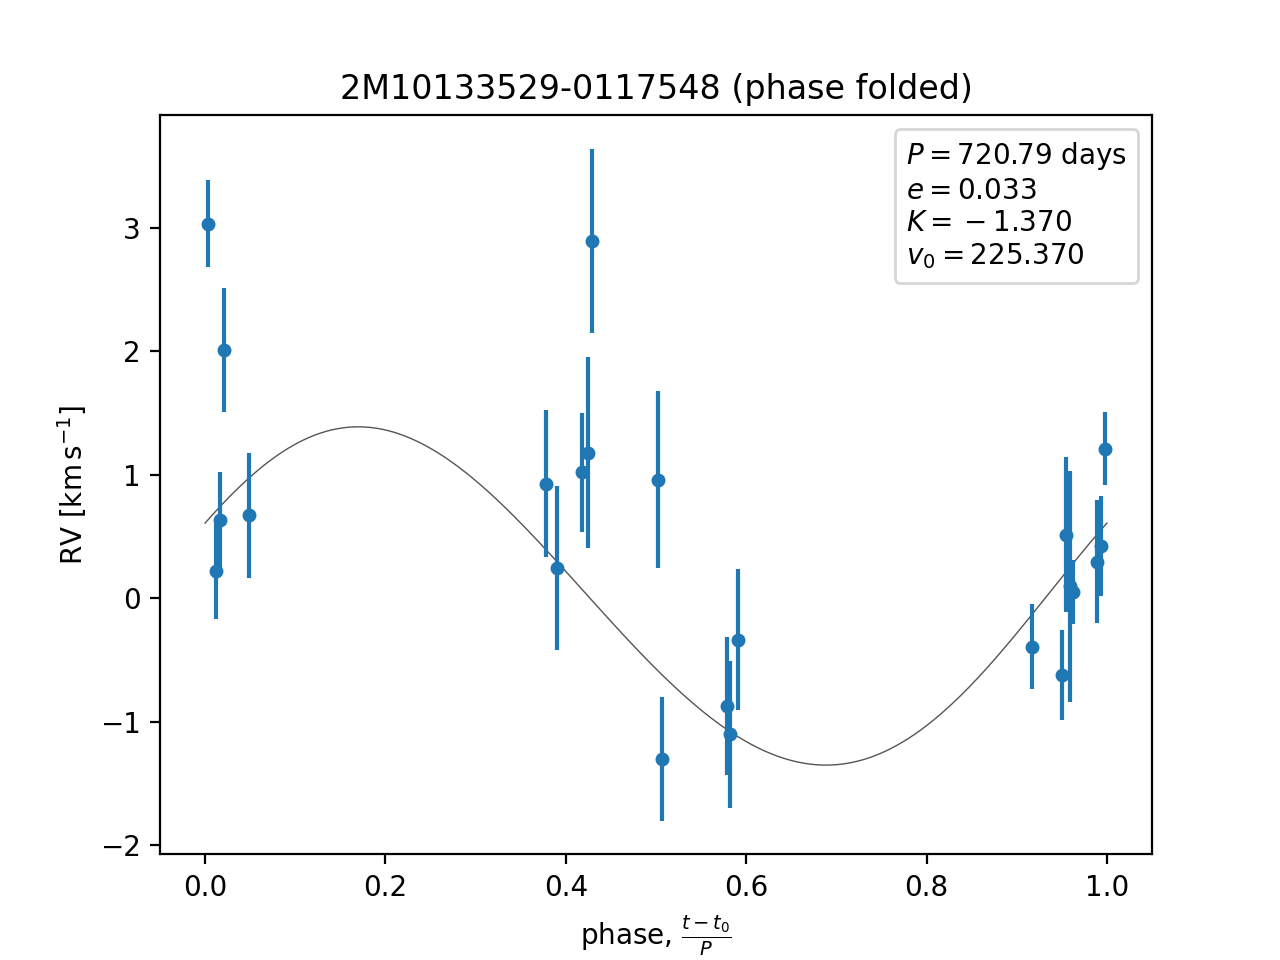 2M10133529-0117548 (phase folded)
P = 720.79 days
e = 0.033
K = −1.370
v₀ = 225.370
RV [km s⁻¹]
3
2
1
0
−1
−2
0.0 0.2 0.4 0.6 0.8 1.0
phase, (t − t₀)/P